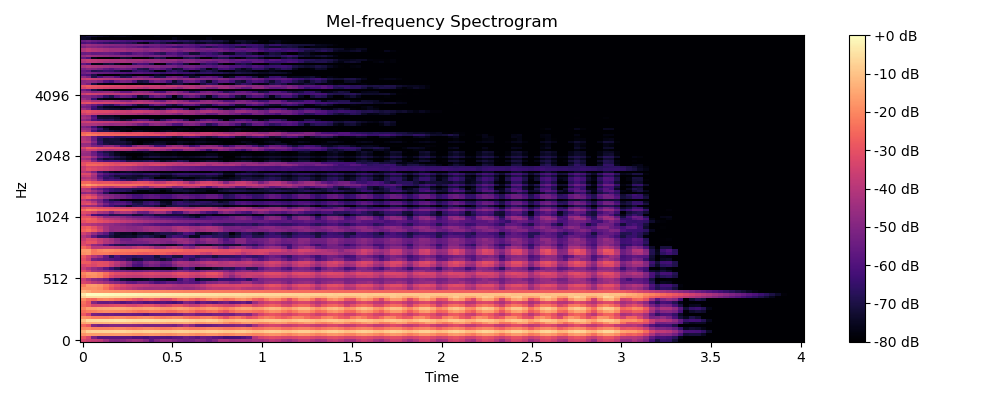 Mel-frequency Spectrogram
Hz
4096
2048
1024
512
0
0 0.5 1 1.5 2 2.5 3 3.5 4
Time
+0 dB
-10 dB
-20 dB
-30 dB
-40 dB
-50 dB
-60 dB
-70 dB
-80 dB